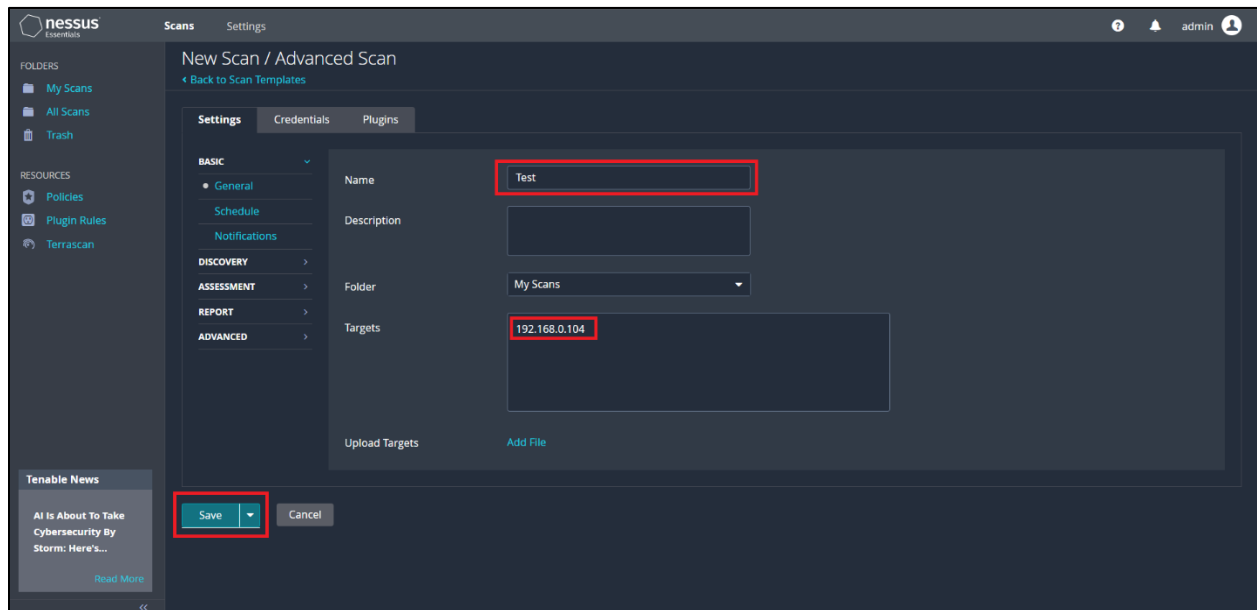 nessus
Essentials
Scans
Settings
admin
FOLDERS
My Scans
All Scans
Trash
RESOURCES
Policies
Plugin Rules
Terrascan
Tenable News
AI Is About To Take
Cybersecurity By
Storm: Here's...
Read More
New Scan / Advanced Scan
Back to Scan Templates
Settings
Credentials
Plugins
BASIC
General
Schedule
Notifications
DISCOVERY
ASSESSMENT
REPORT
ADVANCED
Name
Test
Description
Folder
My Scans
Targets
192.168.0.104
Upload Targets
Add File
Save
Cancel